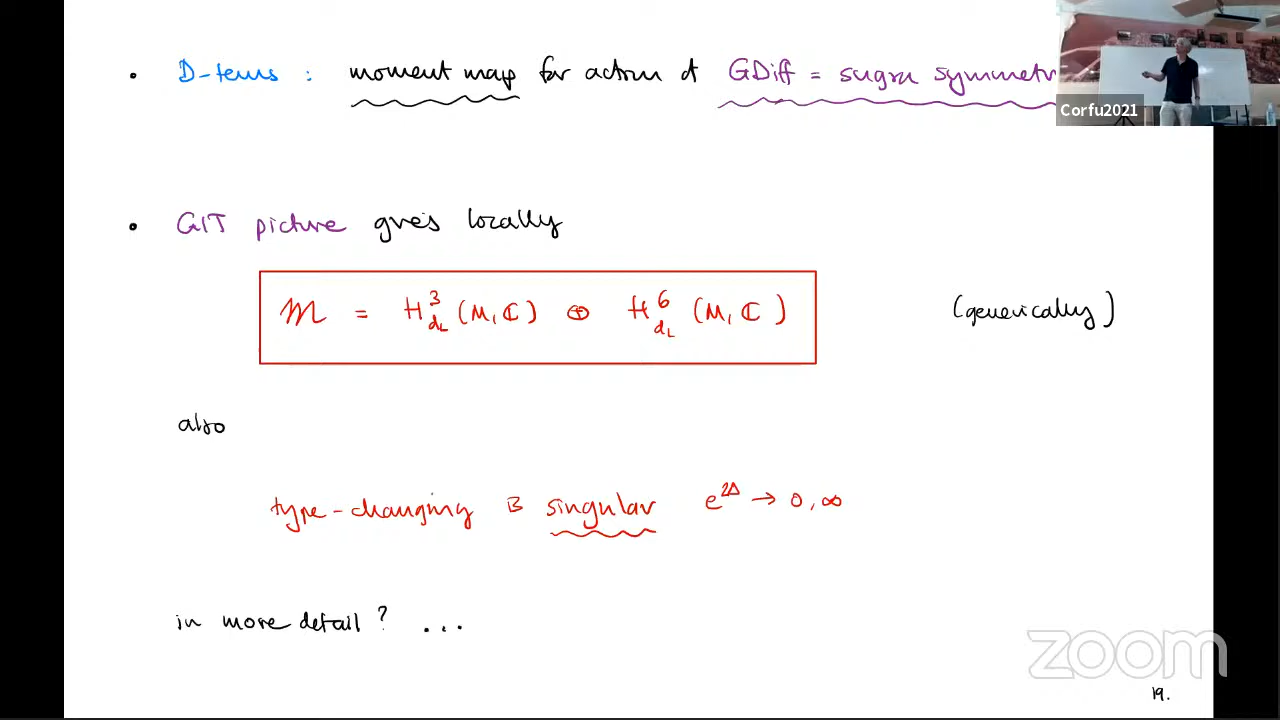 • D-terms : moment map for action of GDiff = sugra symmetr
Corfu2021
• GIT picture gives locally
M = H³_{d_L}(M, ℂ) ⊕ H⁶_{d_L}(M, ℂ) (generically)
also
type-changing is singular e^{2Δ} → 0, ∞
in more detail? ...
zoom
19.